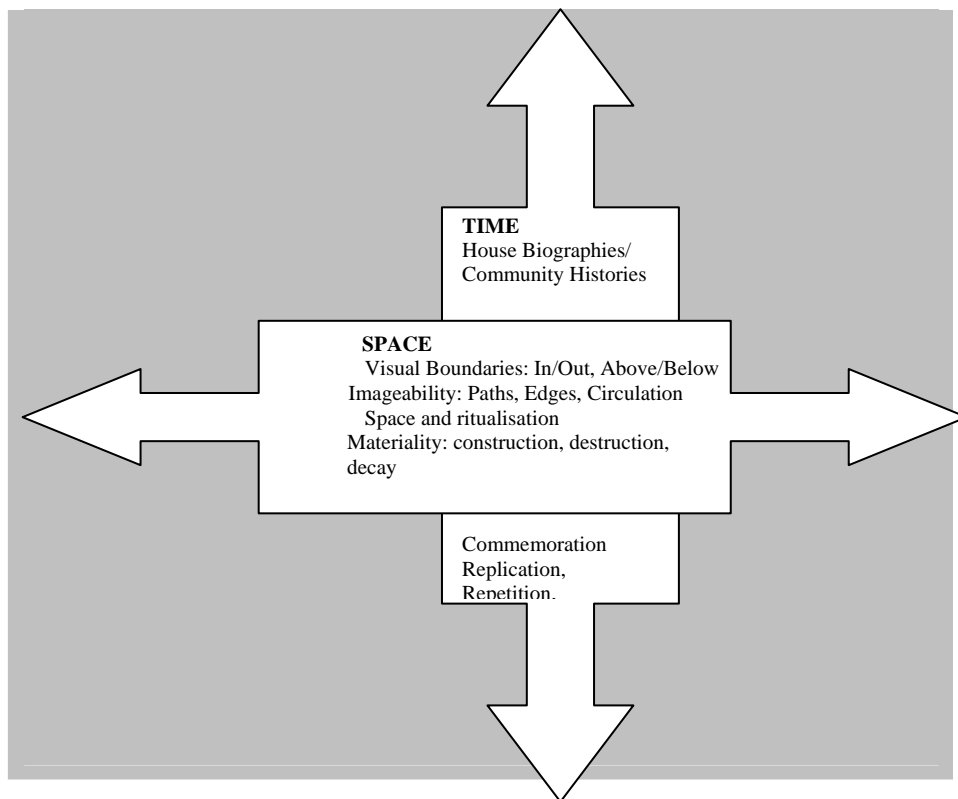 TIME
House Biographies/
Community Histories
SPACE
Visual Boundaries: In/Out, Above/Below
Imageability: Paths, Edges, Circulation
Space and ritualisation
Materiality: construction, destruction,
decay
Commemoration
Replication,
Repetition.